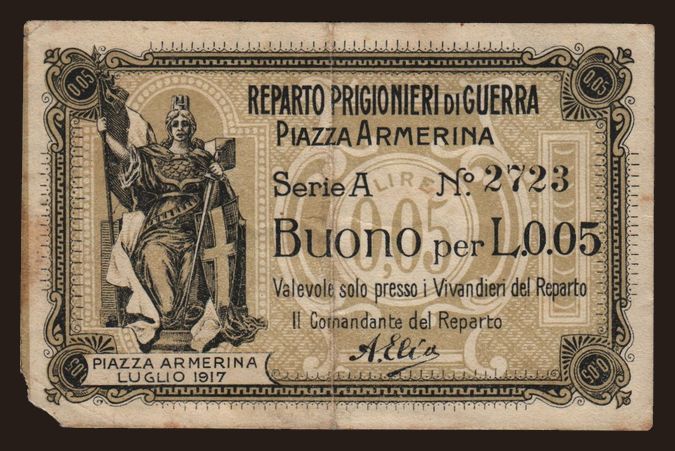 0.05 0.05
REPARTO PRIGIONIERI DI GUERRA
PIAZZA ARMERINA
Serie A No. 2723
LIRE
0,05
BUONO per L.0.05
Valevole solo presso i Vivandieri del Reparto
Il Comandante del Reparto
A. Elia
PIAZZA ARMERINA
LUGLIO 1917
0.05 0.05